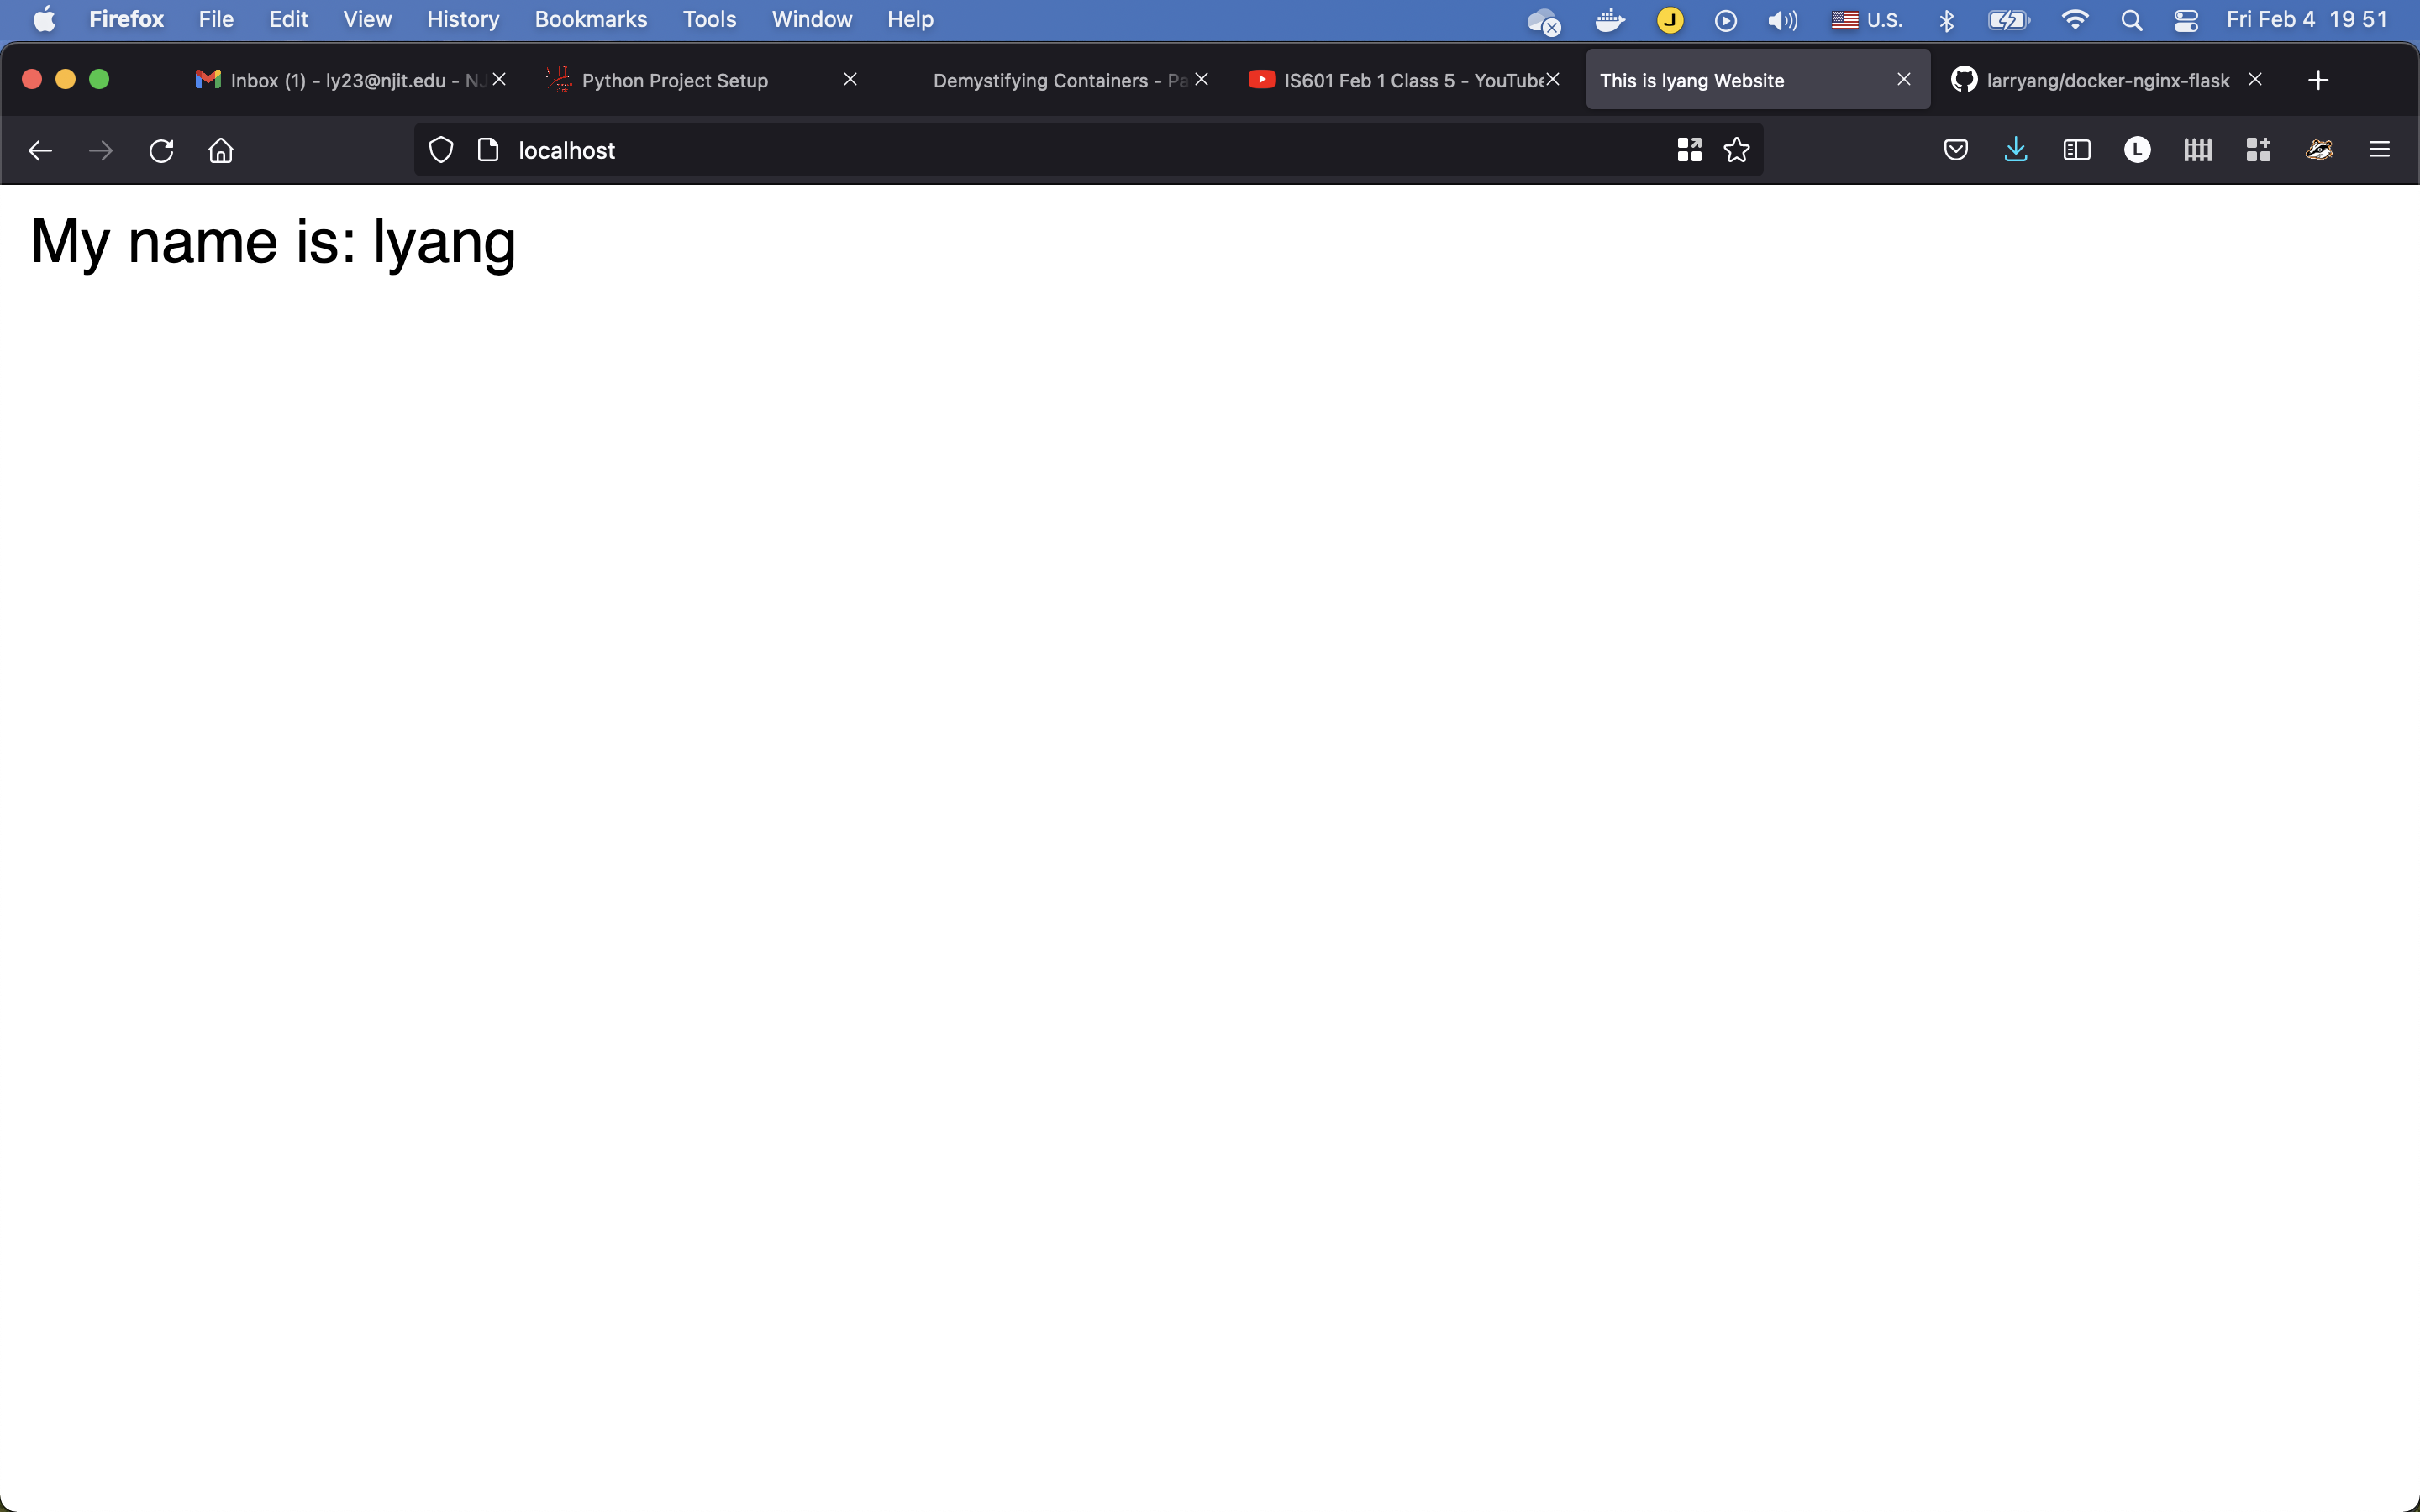 Firefox File Edit View History Bookmarks Tools Window Help J U.S. Fri Feb 4 19 51
Inbox (1) - ly23@njit.edu - NJ Python Project Setup Demystifying Containers - Pa IS601 Feb 1 Class 5 - YouTube This is lyang Website larryang/docker-nginx-flask
localhost L
My name is: lyang